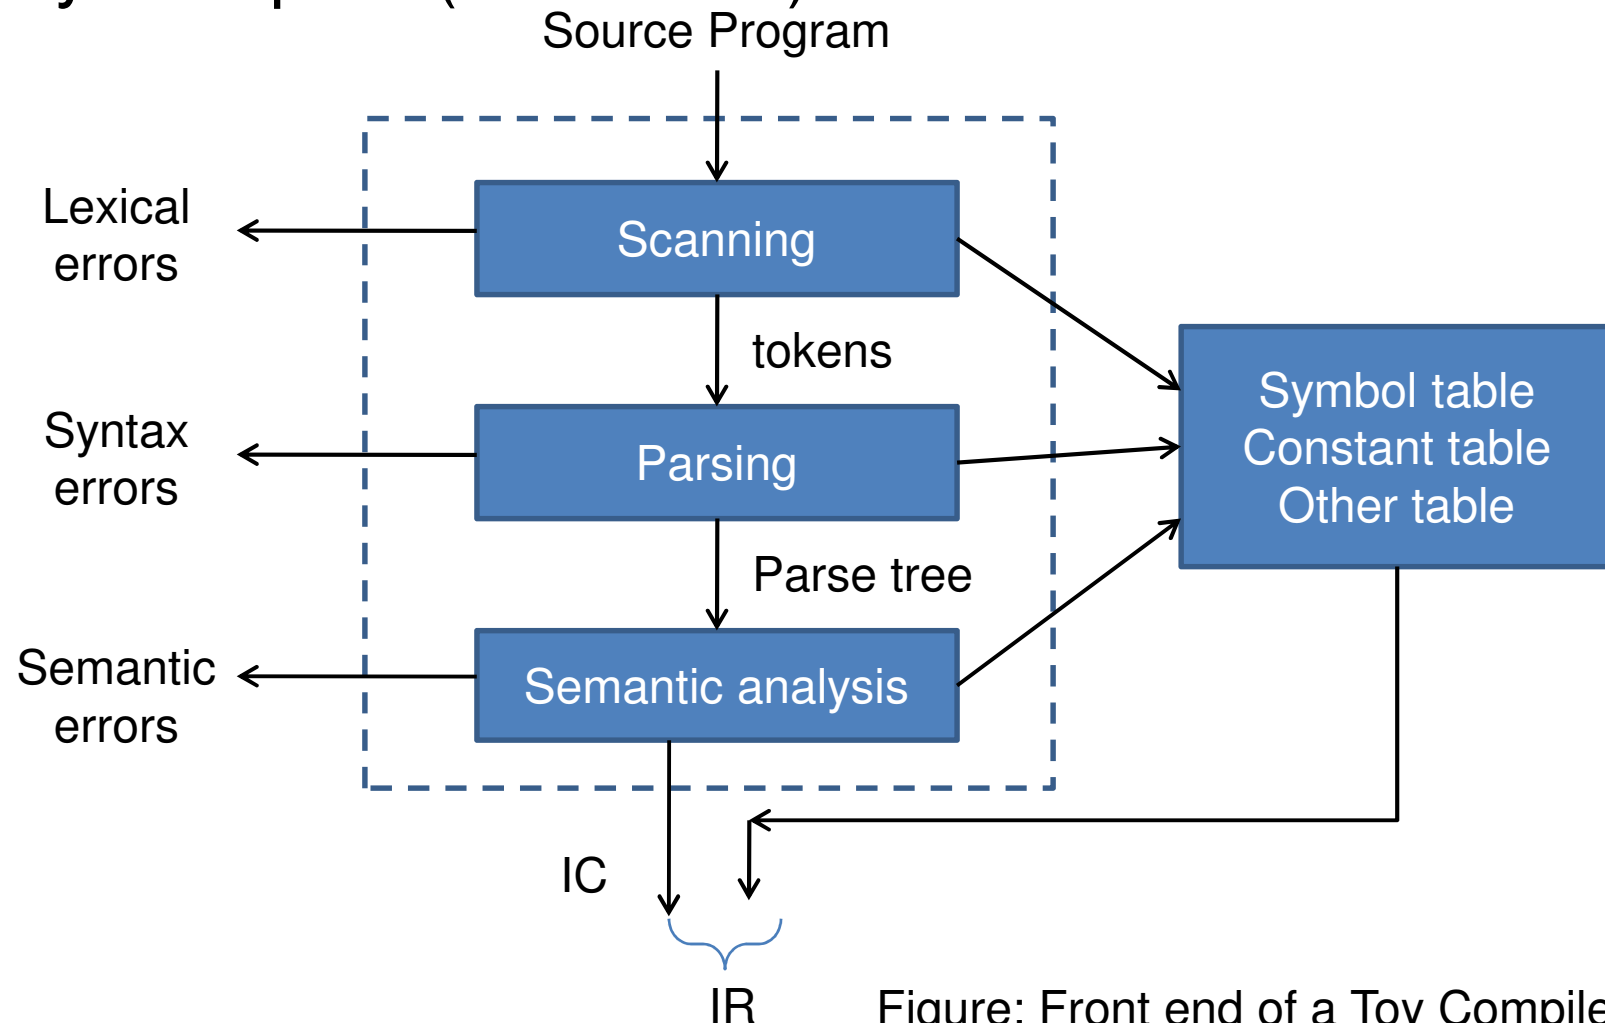 Source Program
Lexical
errors
Scanning
tokens
Symbol table
Constant table
Other table
Syntax
errors
Parsing
Parse tree
Semantic
errors
Semantic analysis
IC
IR
Figure: Front end of a Toy Compile